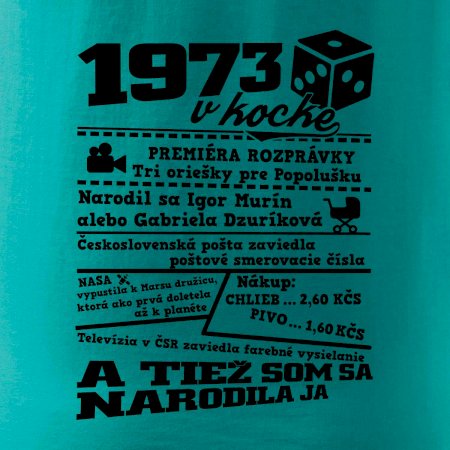 1973
v kocke
PREMIÉRA ROZPRÁVKY
Tri oriešky pre Popolušku
Narodil sa Igor Murín
alebo Gabriela Dzuríková
Československá pošta zaviedla
poštové smerovacie čísla
NASA
vypustila k Marsu družicu,
ktorá ako prvá doletela
až k planéte
Nákup:
CHLIEB ... 2,60 KČS
PIVO ... 1,60 KČS
Televízia v ČSR zaviedla farebné vysielanie
A TIEŽ SOM SA
NARODILA JA